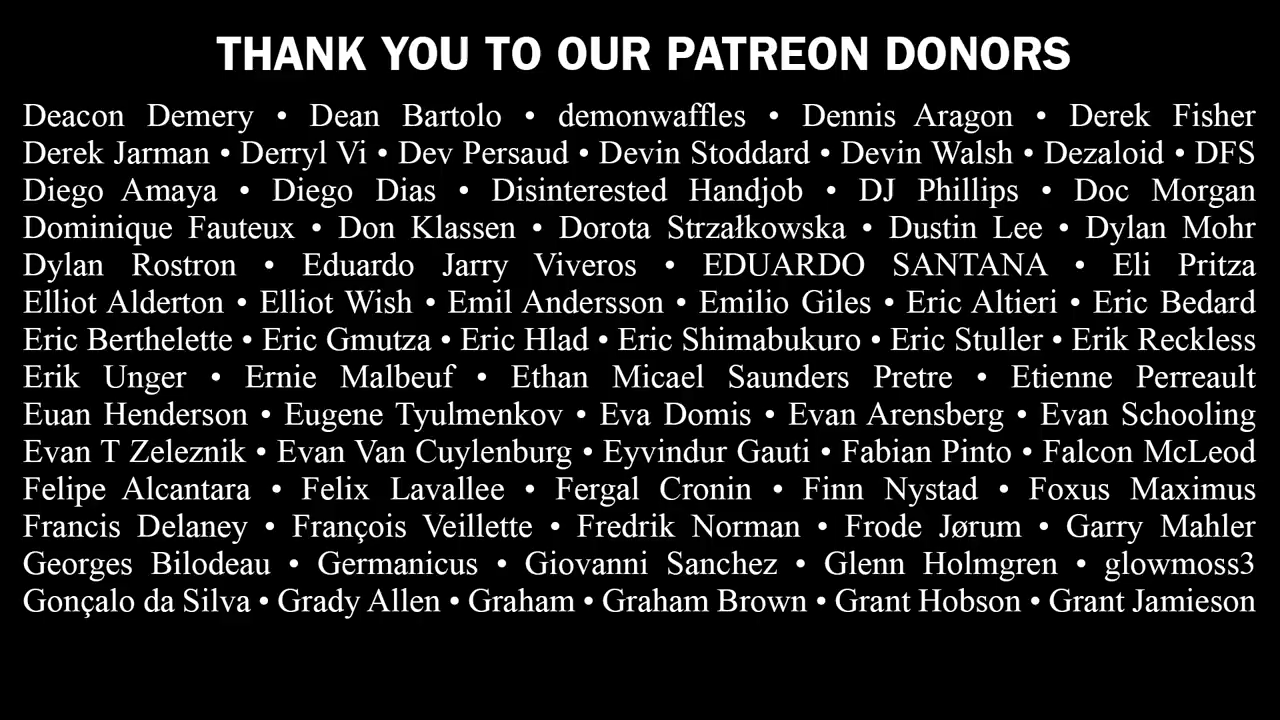 THANK YOU TO OUR PATREON DONORS
Deacon Demery • Dean Bartolo • demonwaffles • Dennis Aragon • Derek Fisher
Derek Jarman • Derryl Vi • Dev Persaud • Devin Stoddard • Devin Walsh • Dezaloid • DFS
Diego Amaya • Diego Dias • Disinterested Handjob • DJ Phillips • Doc Morgan
Dominique Fauteux • Don Klassen • Dorota Strzałkowska • Dustin Lee • Dylan Mohr
Dylan Rostron • Eduardo Jarry Viveros • EDUARDO SANTANA • Eli Pritza
Elliot Alderton • Elliot Wish • Emil Andersson • Emilio Giles • Eric Altieri • Eric Bedard
Eric Berthelette • Eric Gmutza • Eric Hlad • Eric Shimabukuro • Eric Stuller • Erik Reckless
Erik Unger • Ernie Malbeuf • Ethan Micael Saunders Pretre • Etienne Perreault
Euan Henderson • Eugene Tyulmenkov • Eva Domis • Evan Arensberg • Evan Schooling
Evan T Zeleznik • Evan Van Cuylenburg • Eyvindur Gauti • Fabian Pinto • Falcon McLeod
Felipe Alcantara • Felix Lavallee • Fergal Cronin • Finn Nystad • Foxus Maximus
Francis Delaney • François Veillette • Fredrik Norman • Frode Jørum • Garry Mahler
Georges Bilodeau • Germanicus • Giovanni Sanchez • Glenn Holmgren • glowmoss3
Gonçalo da Silva • Grady Allen • Graham • Graham Brown • Grant Hobson • Grant Jamieson